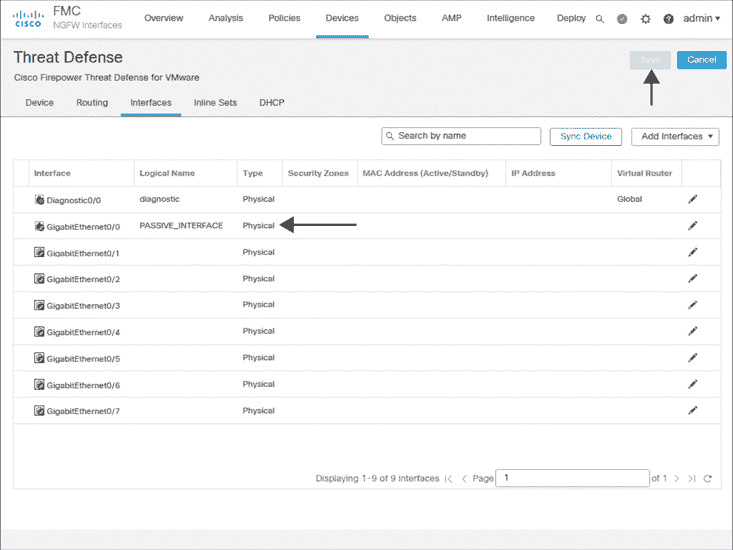 CISCO
FMC
NGFW Interfaces
Overview Analysis Policies Devices Objects AMP Intelligence Deploy admin
Threat Defense
Save Cancel
Cisco Firepower Threat Defense for VMware
Device Routing Interfaces Inline Sets DHCP
Search by name Sync Device Add Interfaces
Interface Logical Name Type Security Zones MAC Address (Active/Standby) IP Address Virtual Router
Diagnostic0/0 diagnostic Physical Global
GigabitEthernet0/0 PASSIVE_INTERFACE Physical
GigabitEthernet0/1 Physical
GigabitEthernet0/2 Physical
GigabitEthernet0/3 Physical
GigabitEthernet0/4 Physical
GigabitEthernet0/5 Physical
GigabitEthernet0/6 Physical
GigabitEthernet0/7 Physical
Displaying 1-9 of 9 interfaces |< < Page 1 of 1 > >|